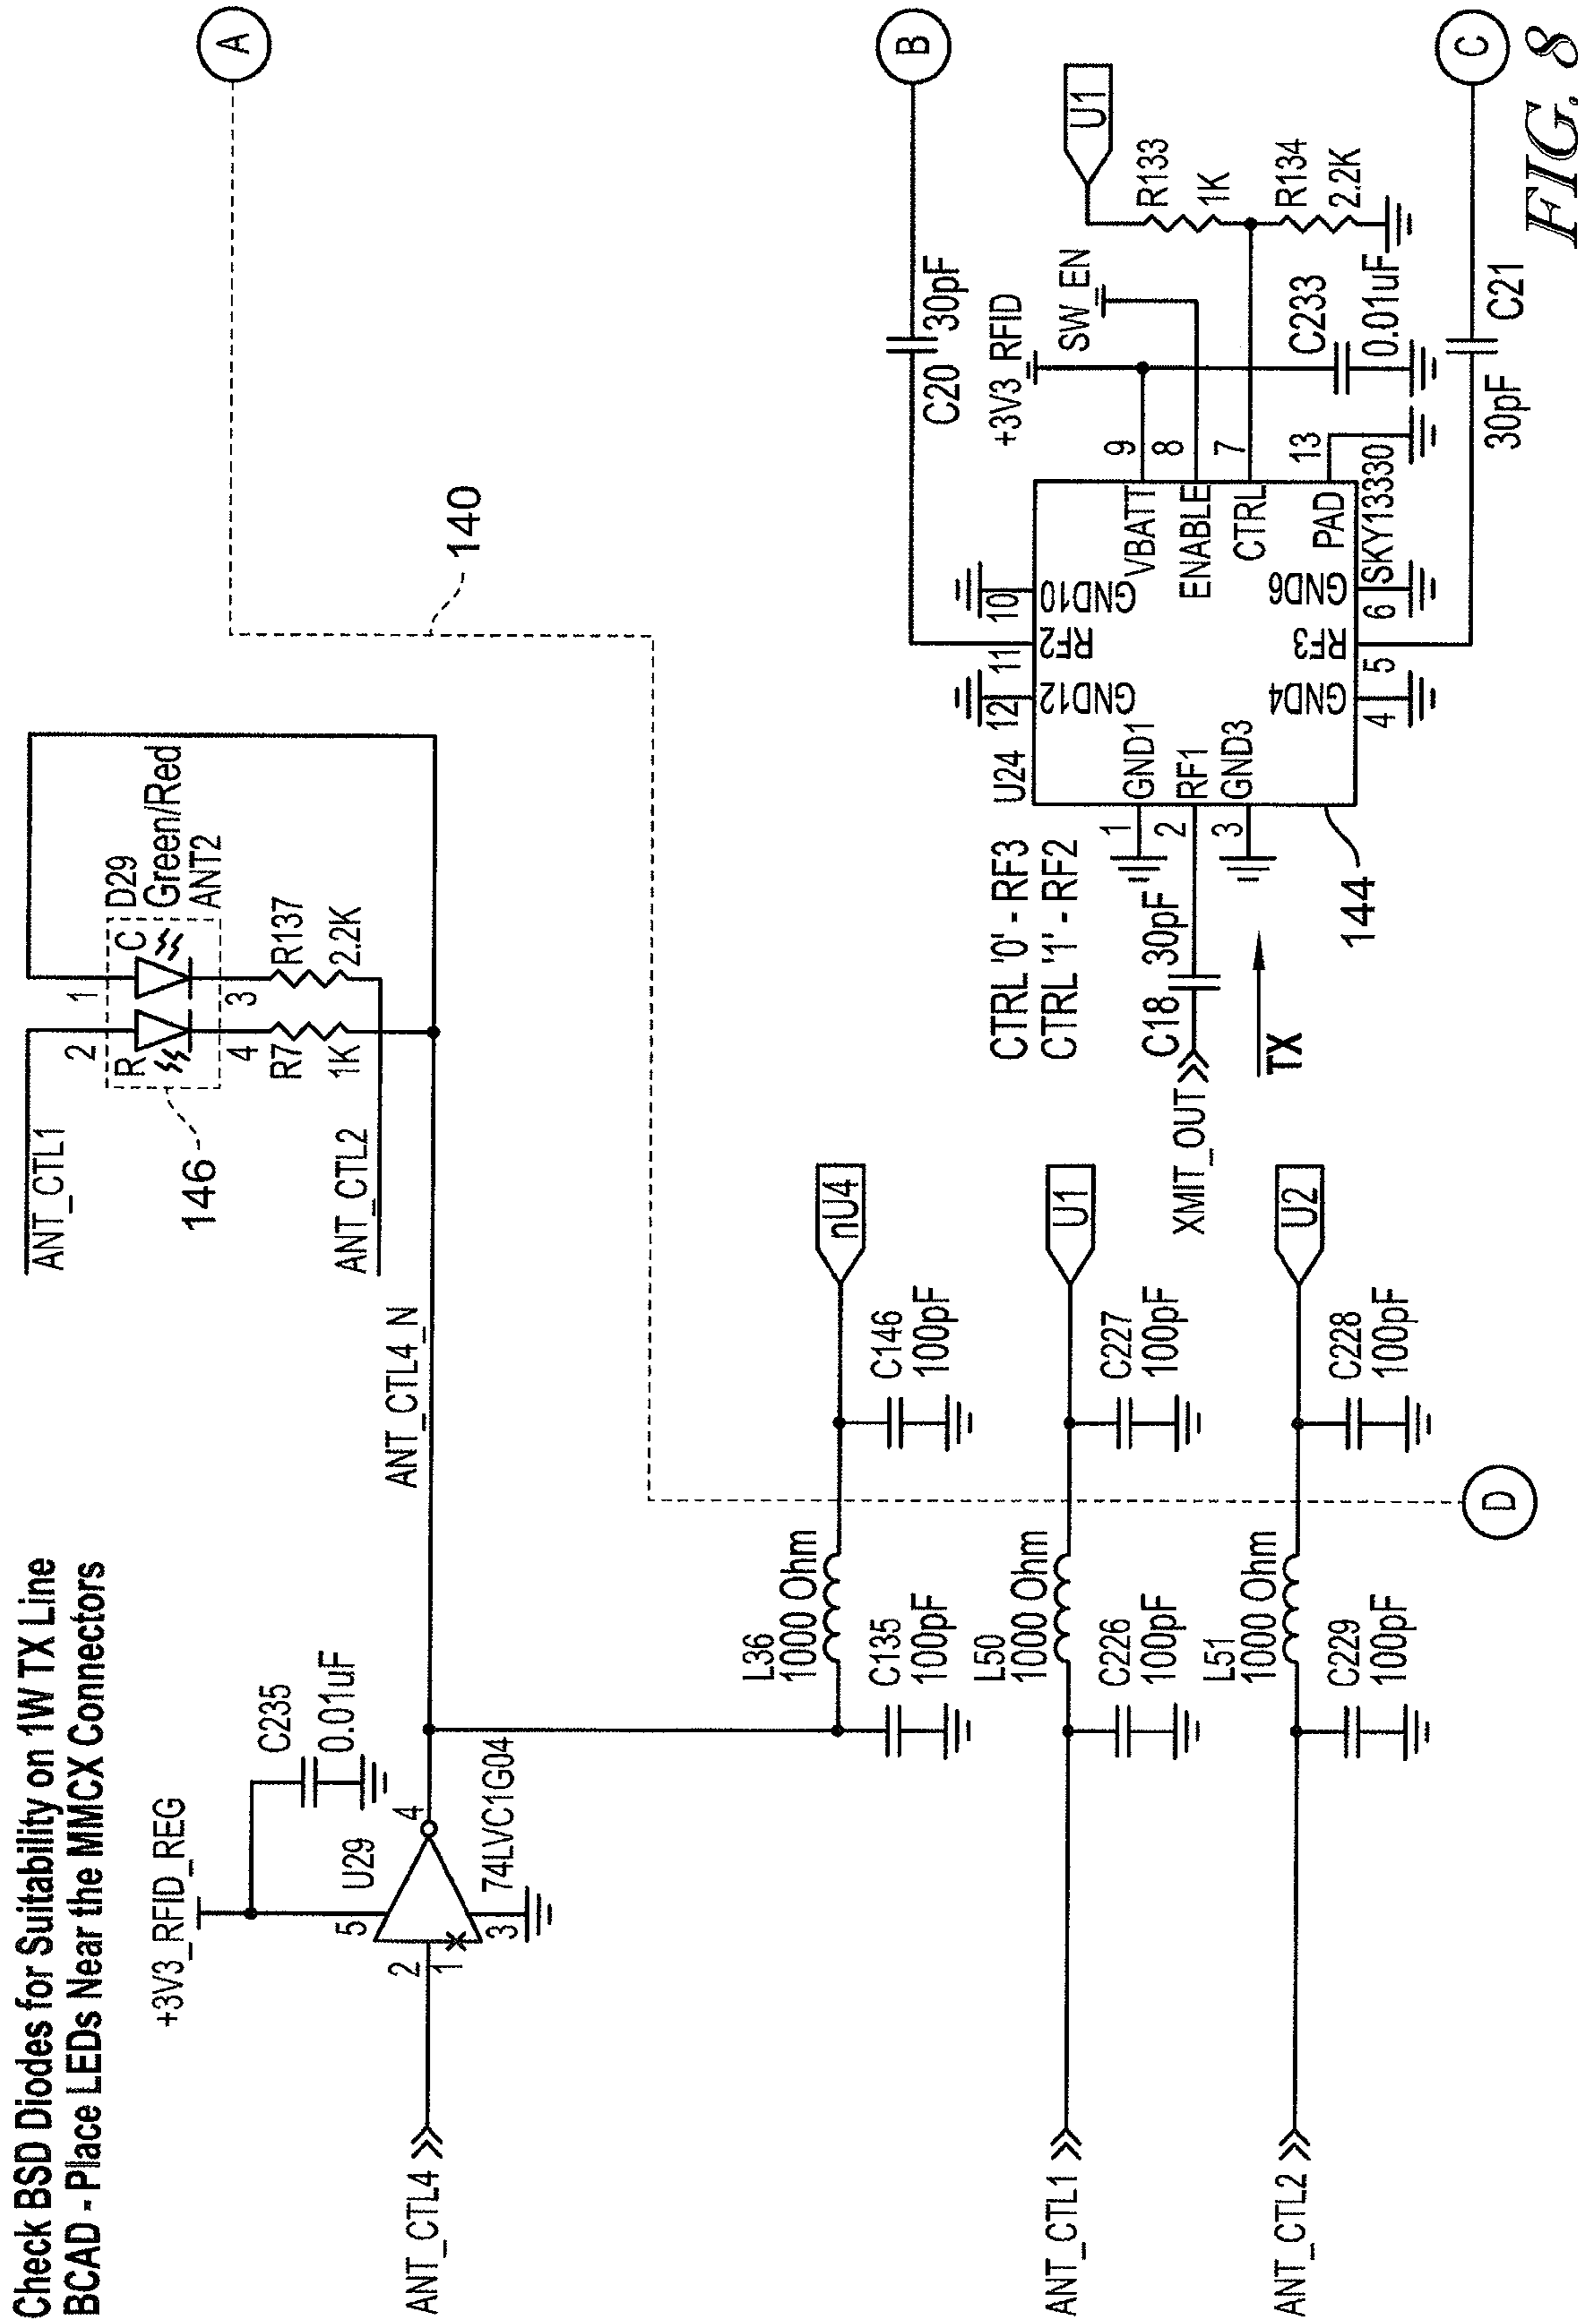 Check BSD Diodes for Suitability on 1W TX Line
BCAD - Place LEDs Near the MMCX Connectors
+3V3_RFID_REG
C235
0.01uF
5
U29
4
2
1
3
74LVC1G04
ANT_CTL4
ANT_CTL4_N
ANT_CTL1
146
ANT_CTL2
2
1
R
C
D29
Green/Red
ANT2
4
3
R7
1K
R137
2.2K
140
A
L36
1000 Ohm
C135
100pF
C146
100pF
nU4
ANT_CTL1
L50
1000 Ohm
C226
100pF
C227
100pF
U1
ANT_CTL2
L51
1000 Ohm
C229
100pF
C228
100pF
U2
D
CTRL '0' - RF3
CTRL '1' - RF2
XMIT_OUT
C18
30pF
TX
144
U24
1
2
3
GND1
RF1
GND3
12
11
10
GND12
RF2
GND10
VBATT
ENABLE
CTRL
PAD
9
8
7
13
GND4
RF3
GND6
4
5
6
SKY13330
C20
30pF
B
+3V3_RFID
SW_EN
U1
R133
1K
R134
2.2K
C233
0.01uF
30pF
C21
C
FIG. 8